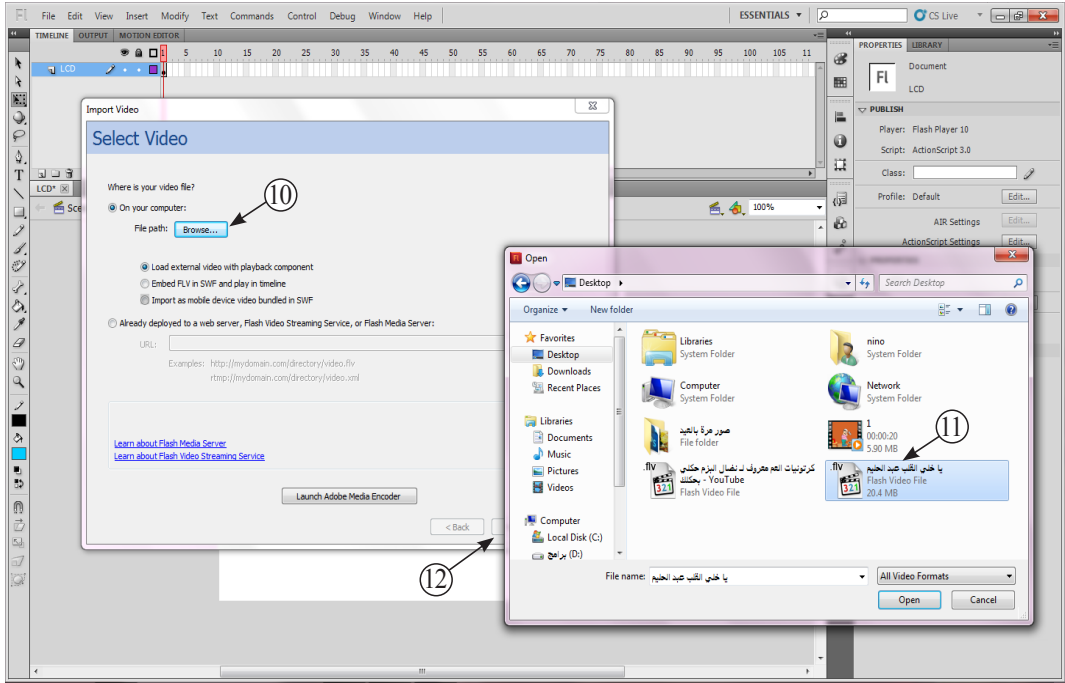 Fl File Edit View Insert Modify Text Commands Control Debug Window Help ESSENTIALS CS Live
TIMELINE OUTPUT MOTION EDITOR
1 5 10 15 20 25 30 35 40 45 50 55 60 65 70 75 80 85 90 95 100 105 11
LCD
PROPERTIES LIBRARY
Fl Document
LCD
PUBLISH
Player: Flash Player 10
Script: ActionScript 3.0
Class:
Profile: Default Edit...
AIR Settings Edit...
ActionScript Settings Edit...
LCD*
Sce
100%
Import Video
Select Video
Where is your video file?
On your computer:
10
File path: Browse...
Load external video with playback component
Embed FLV in SWF and play in timeline
Import as mobile device video bundled in SWF
Already deployed to a web server, Flash Video Streaming Service, or Flash Media Server:
URL:
Examples: http://mydomain.com/directory/video.flv
rtmp://mydomain.com/directory/video.xml
Learn about Flash Media Server
Learn about Flash Video Streaming Service
Launch Adobe Media Encoder
< Back
12
Open
Desktop
Search Desktop
Organize New folder
Favorites
Desktop
Downloads
Recent Places
Libraries
Documents
Music
Pictures
Videos
Computer
Local Disk (C:)
برامج (D:)
Libraries
System Folder
nino
System Folder
Computer
System Folder
Network
System Folder
صور مرة بالعيد
File folder
1
00:00:20
5.90 MB
11
كرتونيات الهم معروف لـ نضال البزم حكلي
بحكلك - YouTube
.flv
Flash Video File
يا خلي القلب عبد الحليم
.flv
Flash Video File
20.4 MB
File name: يا خلي القلب عبد الحليم
All Video Formats
Open Cancel